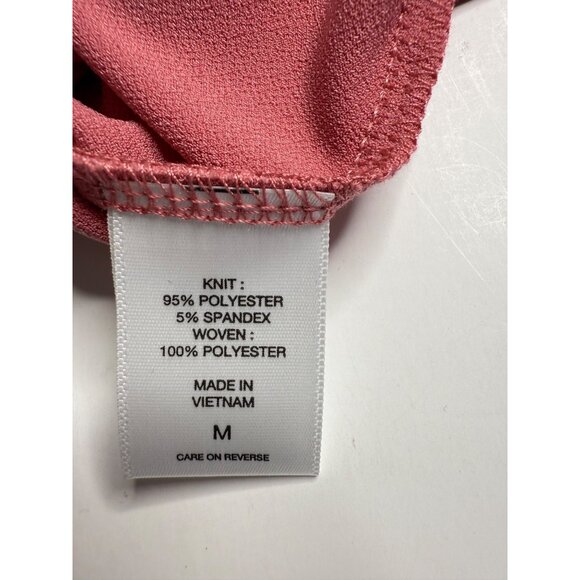 KNIT :
95% POLYESTER
5% SPANDEX
WOVEN :
100% POLYESTER
MADE IN
VIETNAM
M
CARE ON REVERSE